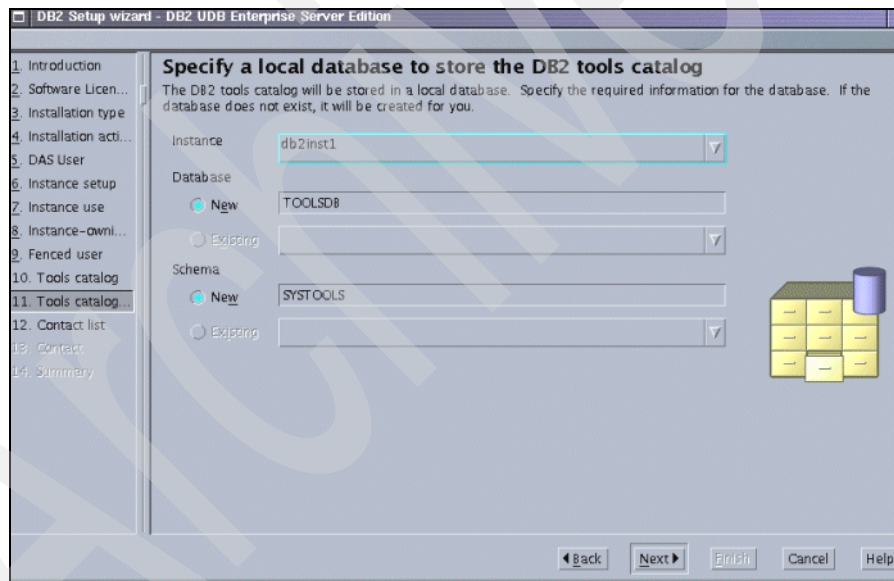 DB2 Setup wizard - DB2 UDB Enterprise Server Edition
1. Introduction
2. Software Licen...
3. Installation type
4. Installation acti...
5. DAS User
6. Instance setup
7. Instance use
8. Instance-owni...
9. Fenced user
10. Tools catalog
11. Tools catalog...
12. Contact list
13. Contact
14. Summary
Specify a local database to store the DB2 tools catalog
The DB2 tools catalog will be stored in a local database. Specify the required information for the database. If the
database does not exist, it will be created for you.
Instance
db2inst1
Database
New
TOOLSDB
Existing
Schema
New
SYSTOOLS
Existing
Back
Next
Finish
Cancel
Help